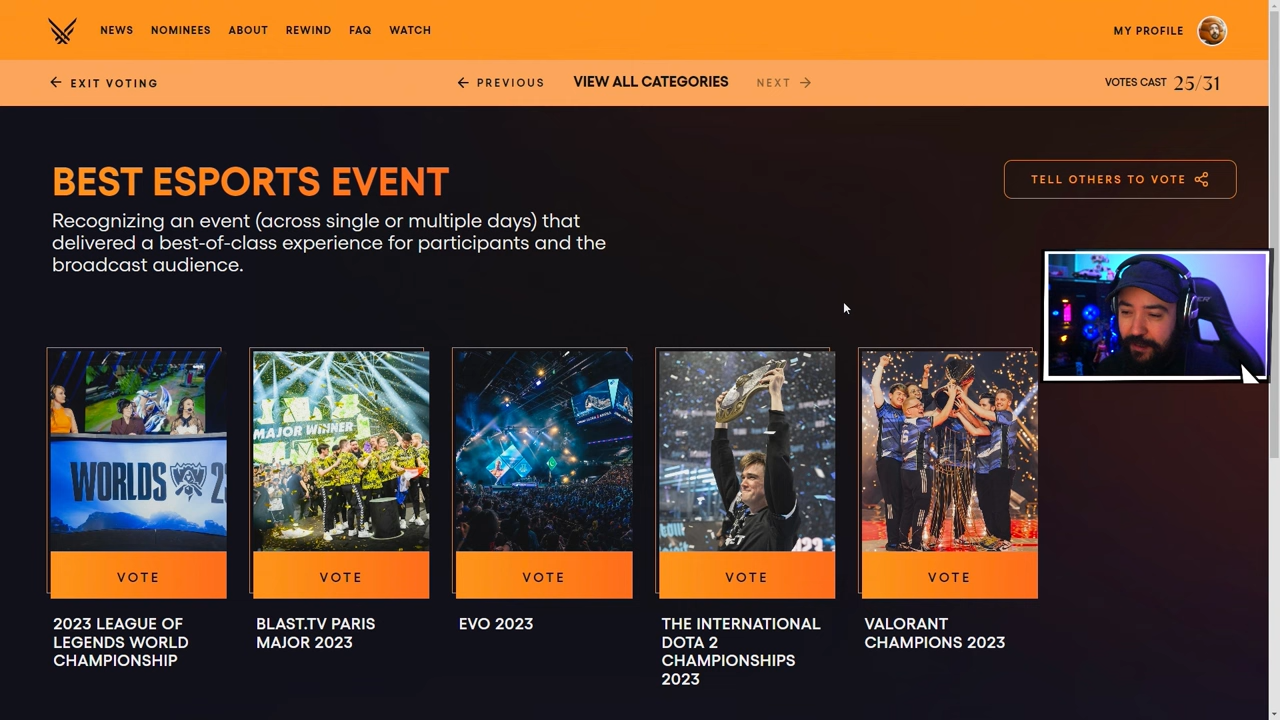 NEWS NOMINEES ABOUT REWIND FAQ WATCH MY PROFILE
EXIT VOTING PREVIOUS VIEW ALL CATEGORIES NEXT VOTES CAST 25/31
BEST ESPORTS EVENT
TELL OTHERS TO VOTE
Recognizing an event (across single or multiple days) that
delivered a best-of-class experience for participants and the
broadcast audience.
MAJOR WINNER
WORLDS 23
VOTE VOTE VOTE VOTE VOTE
2023 LEAGUE OF
LEGENDS WORLD
CHAMPIONSHIP
BLAST.TV PARIS
MAJOR 2023
EVO 2023
THE INTERNATIONAL
DOTA 2
CHAMPIONSHIPS
2023
VALORANT
CHAMPIONS 2023